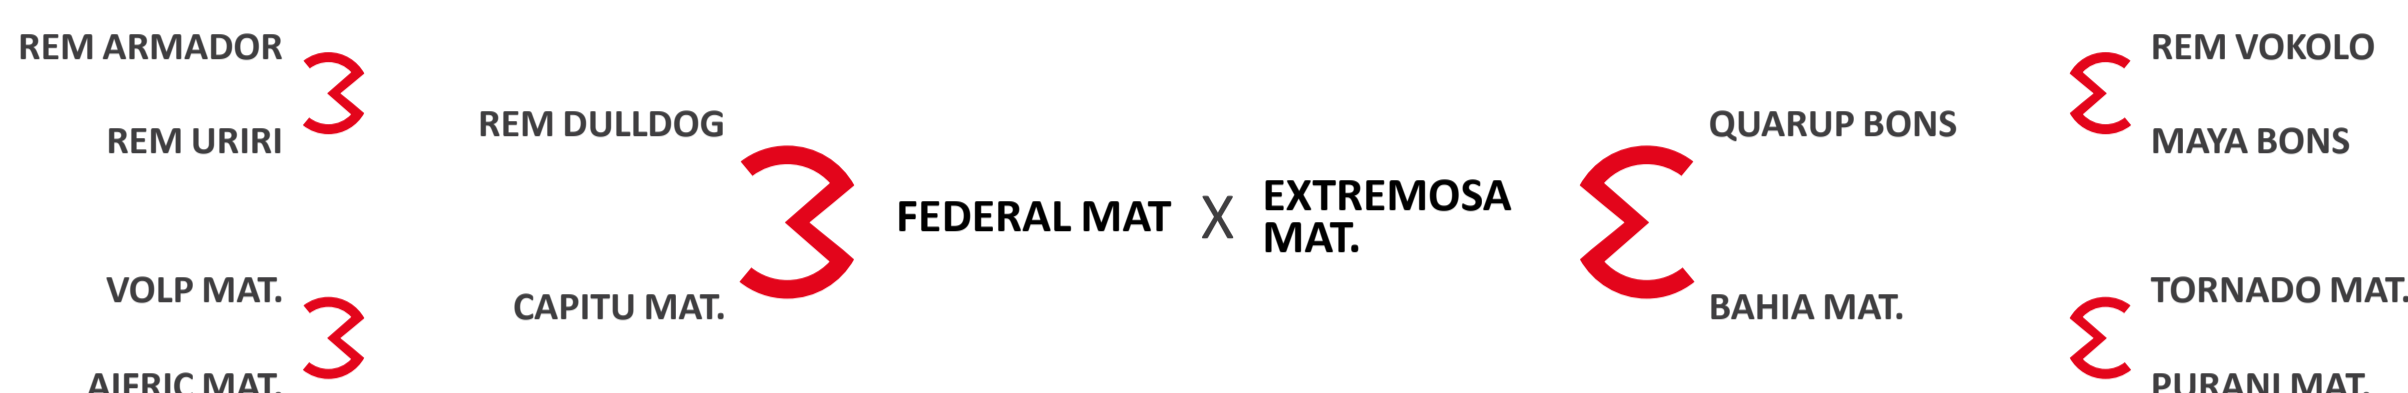 REM ARMADOR
REM VOKOLO
REM DULLDOG
QUARUP BONS
REM URIRI
MAYA BONS
FEDERAL MAT X EXTREMOSA
MAT.
VOLP MAT.
TORNADO MAT.
CAPITU MAT.
BAHIA MAT.
AIFRIC MAT.
PURANI MAT.